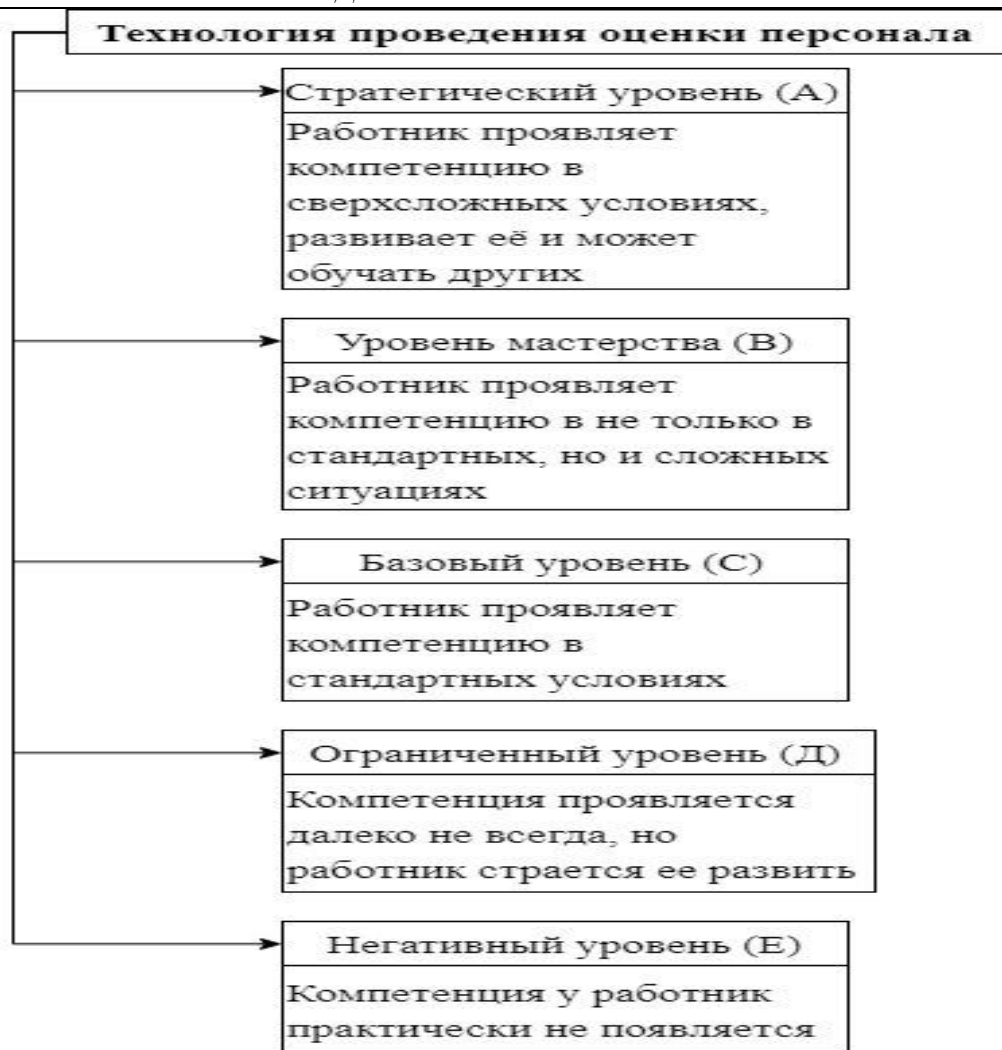 Технология проведения оценки персонала
Стратегический уровень (А)
Работник проявляет
компетенцию в
сверхсложных условиях,
развивает её и может
обучать других
Уровень мастерства (В)
Работник проявляет
компетенцию в не только в
стандартных, но и сложных
ситуациях
Базовый уровень (С)
Работник проявляет
компетенцию в
стандартных условиях
Ограниченный уровень (Д)
Компетенция проявляется
далеко не всегда, но
работник страется ее развить
Негативный уровень (Е)
Компетенция у работник
практически не появляется